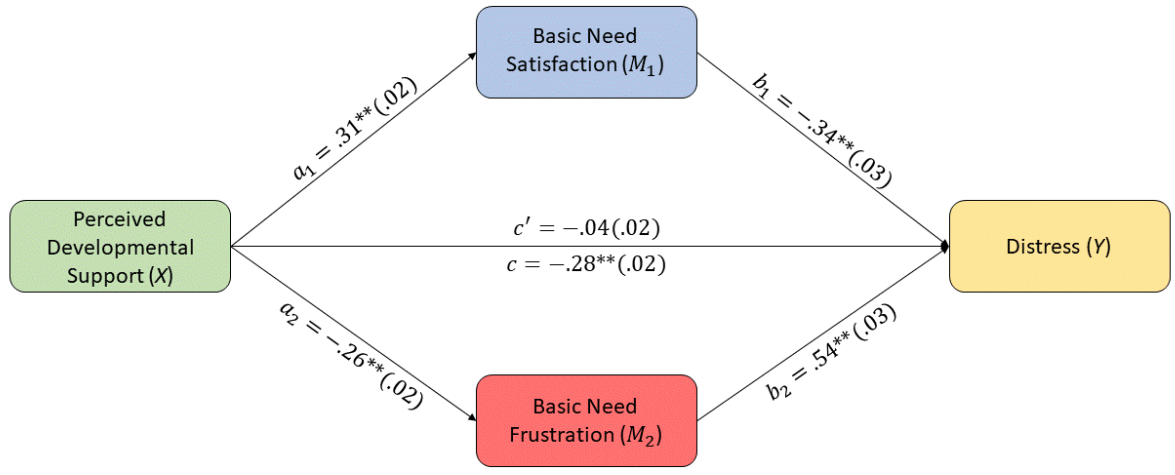 Basic Need
Satisfaction (M₁)
a₁ = .31**(.02)
b₁ = −.34**(.03)
Perceived
Developmental
Support (X)
c′ = −.04(.02)
c = −.28**(.02)
Distress (Y)
a₂ = −.26**(.02)
b₂ = .54**(.03)
Basic Need
Frustration (M₂)